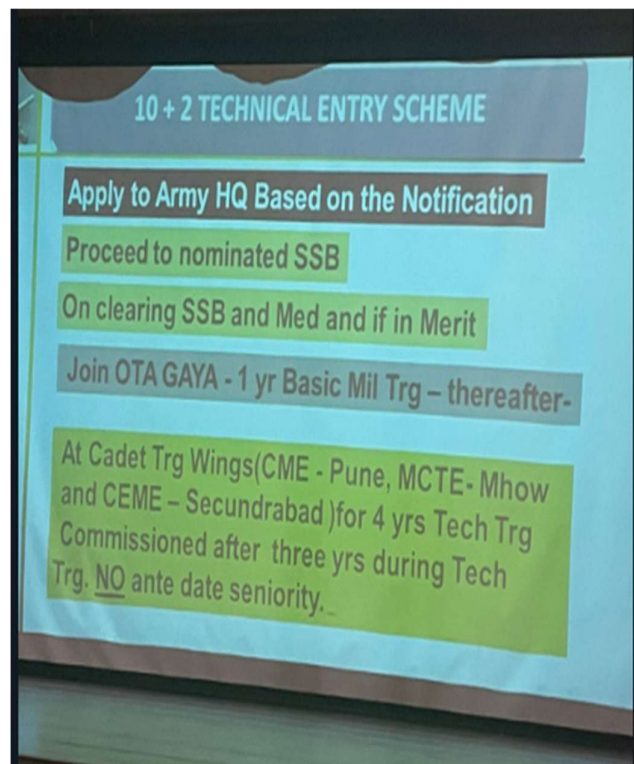 10 + 2 TECHNICAL ENTRY SCHEME
Apply to Army HQ Based on the Notification
Proceed to nominated SSB
On clearing SSB and Med and if in Merit
Join OTA GAYA - 1 yr Basic Mil Trg – thereafter-
At Cadet Trg Wings(CME - Pune, MCTE- Mhow
and CEME – Secundrabad )for 4 yrs Tech Trg
Commissioned after three yrs during Tech
Trg. NO ante date seniority._